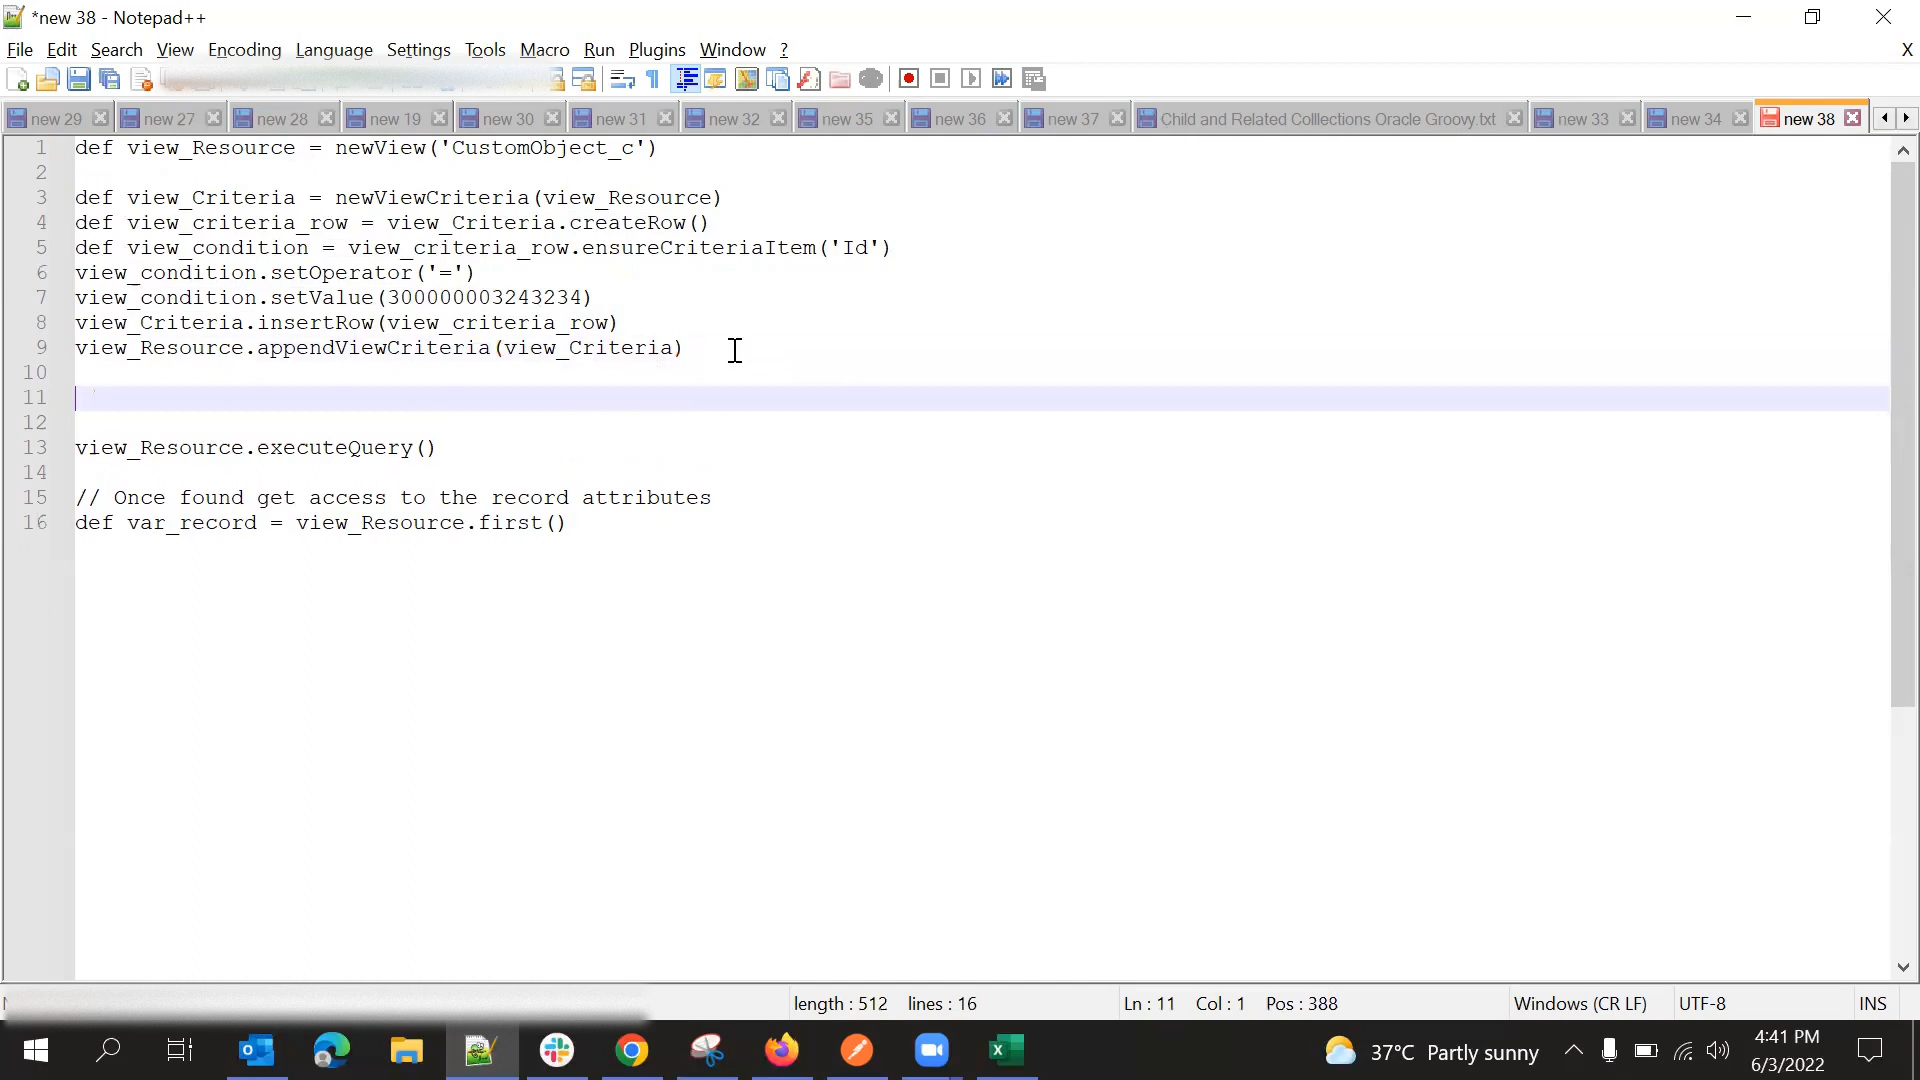 *new 38 - Notepad++
File Edit Search View Encoding Language Settings Tools Macro Run Plugins Window ? X
new 29 new 27 new 28 new 19 new 30 new 31 new 32 new 35 new 36 new 37 Child and Related Colllections Oracle Groovy.txt new 33 new 34 new 38
1 def view_Resource = newView('CustomObject_c')
2
3 def view_Criteria = newViewCriteria(view_Resource)
4 def view_criteria_row = view_Criteria.createRow()
5 def view_condition = view_criteria_row.ensureCriteriaItem('Id')
6 view_condition.setOperator('=')
7 view_condition.setValue(300000003243234)
8 view_Criteria.insertRow(view_criteria_row)
9 view_Resource.appendViewCriteria(view_Criteria)
10
11
12
13 view_Resource.executeQuery()
14
15 // Once found get access to the record attributes
16 def var_record = view_Resource.first()
length : 512 lines : 16 Ln : 11 Col : 1 Pos : 388 Windows (CR LF) UTF-8 INS
37°C Partly sunny
4:41 PM
6/3/2022